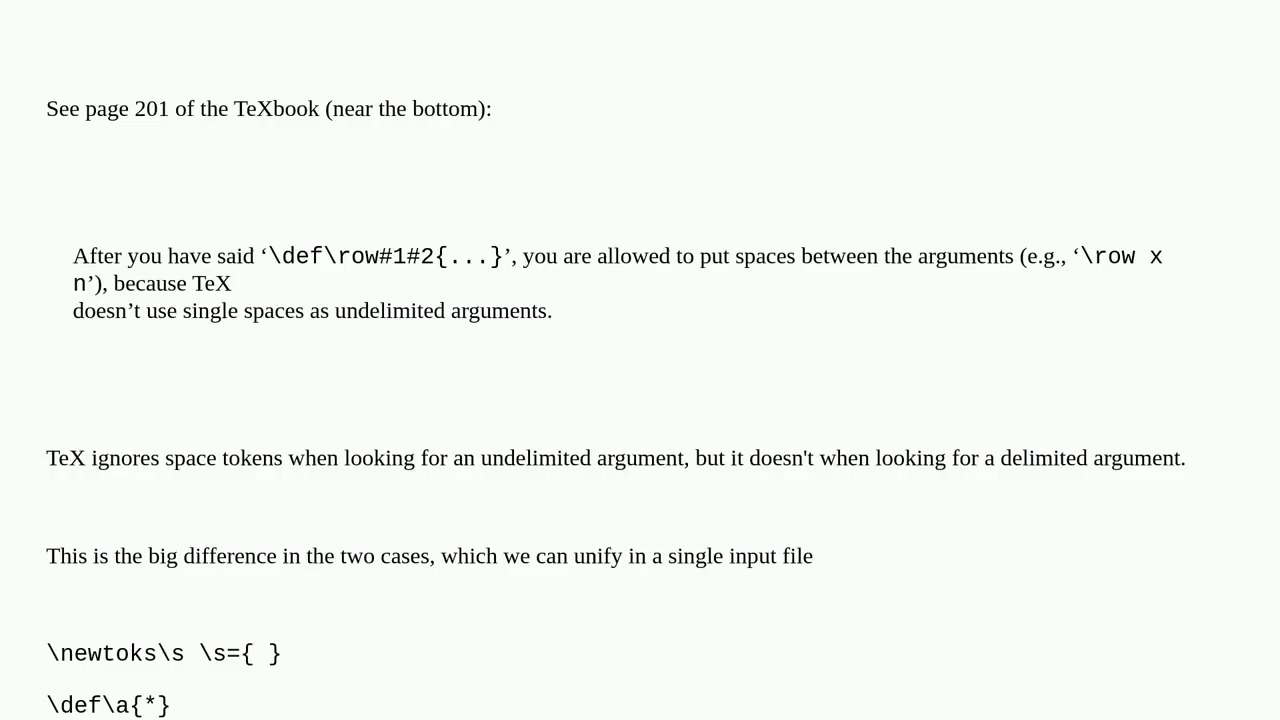 See page 201 of the TeXbook (near the bottom):
After you have said ‘\def\row#1#2{...}’, you are allowed to put spaces between the arguments (e.g., ‘\row x
n’), because TeX
doesn’t use single spaces as undelimited arguments.
TeX ignores space tokens when looking for an undelimited argument, but it doesn't when looking for a delimited argument.
This is the big difference in the two cases, which we can unify in a single input file
\newtoks\s \s={ }
\def\a{*}